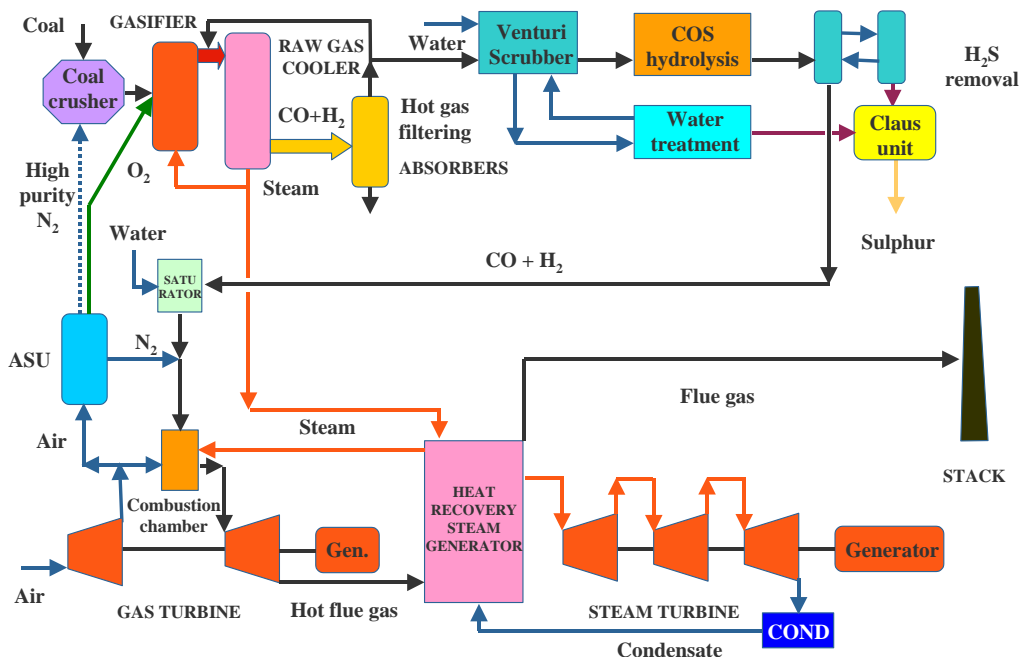 Coal
GASIFIER
Coal
crusher
RAW GAS
COOLER
CO+H₂
Water
Venturi
Scrubber
COS
hydrolysis
H₂S
removal
Hot gas
filtering
ABSORBERS
Water
treatment
Claus
unit
High
purity
N₂
O₂
Steam
Sulphur
Water
SATU
RATOR
CO + H₂
ASU
N₂
Flue gas
Air
Steam
STACK
Combustion
chamber
HEAT
RECOVERY
STEAM
GENERATOR
Gen.
Generator
Air
GAS TURBINE
Hot flue gas
STEAM TURBINE
COND
Condensate